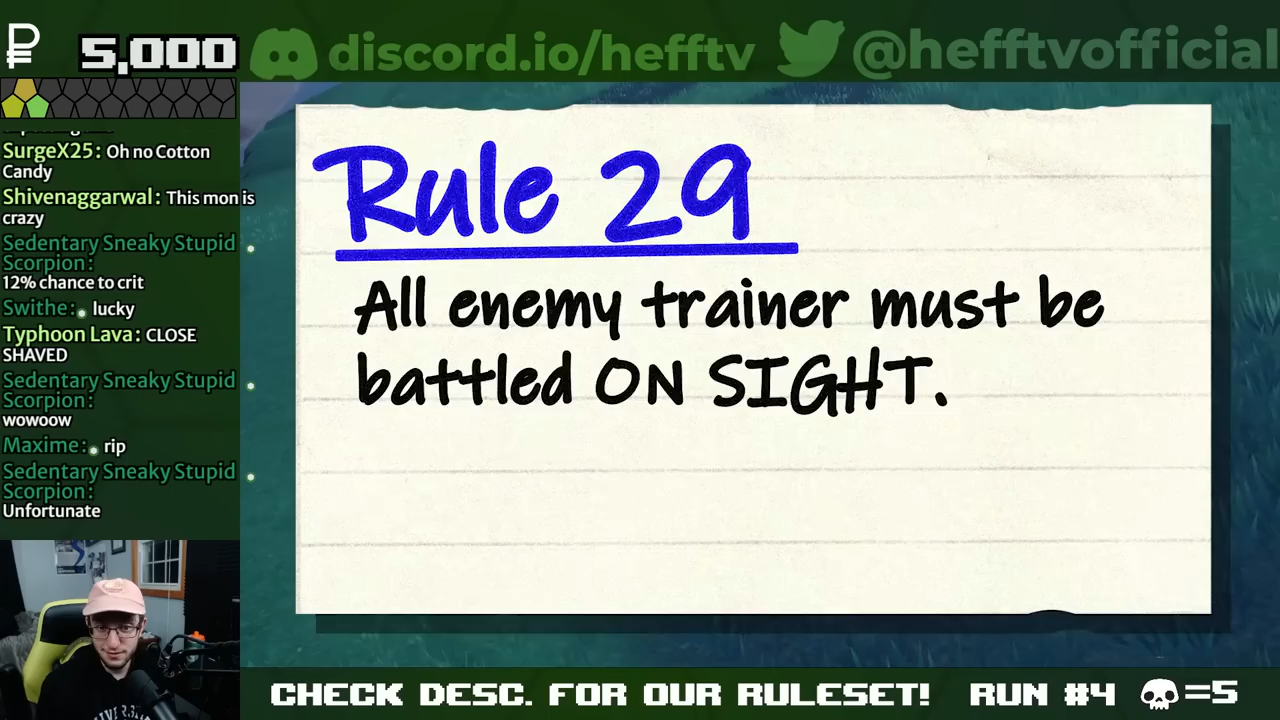 5,000
discord.io/hefftv
@hefftvofficial
SurgeX25: Oh no Cotton
Candy
Shivenaggarwal: This mon is
crazy
Sedentary Sneaky Stupid
Scorpion:
12% chance to crit
Swithe: lucky
Typhoon Lava: CLOSE
SHAVED
Sedentary Sneaky Stupid
Scorpion:
wowoow
Maxime: rip
Sedentary Sneaky Stupid
Scorpion:
Unfortunate
Rule 29
All enemy trainer must be
battled ON SIGHT.
CHECK DESC. FOR OUR RULESET! RUN #4 =5